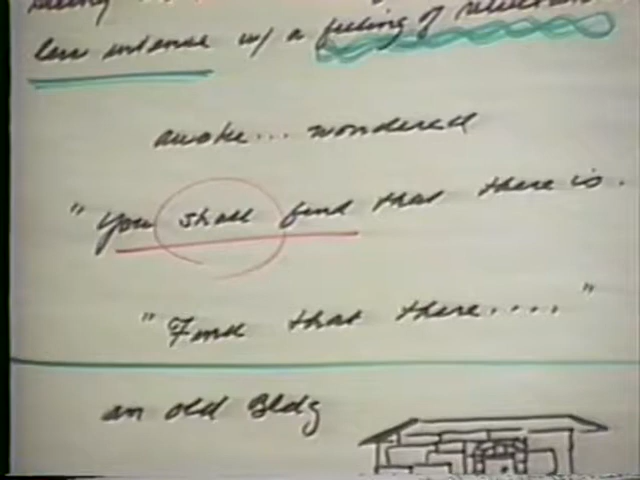 less intense w/ a feeling of
awoke... wondered
"You shall find that there is.
"Find that there...."
an old Bldg